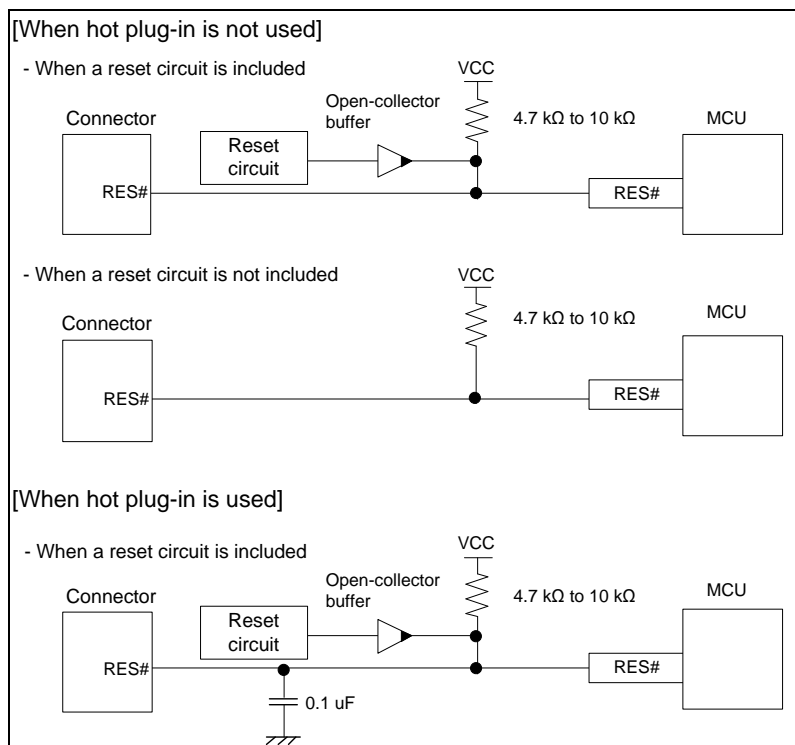 [When hot plug-in is not used]
- When a reset circuit is included
VCC
Connector
Open-collector
buffer
4.7 kΩ to 10 kΩ
MCU
Reset
circuit
RES#
RES#
- When a reset circuit is not included
VCC
Connector
4.7 kΩ to 10 kΩ
MCU
RES#
RES#
[When hot plug-in is used]
- When a reset circuit is included
VCC
Connector
Open-collector
buffer
4.7 kΩ to 10 kΩ
MCU
Reset
circuit
RES#
RES#
0.1 uF